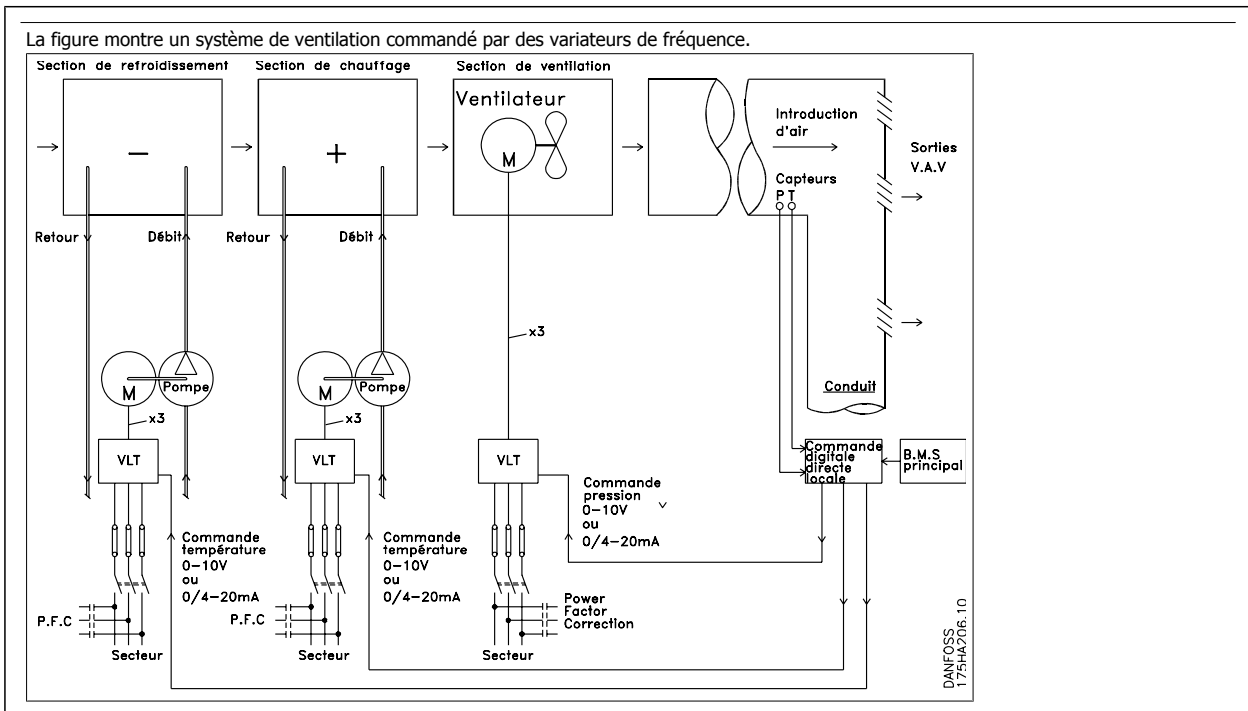 La figure montre un système de ventilation commandé par des variateurs de fréquence.
Section de refroidissement
Section de chauffage
Section de ventilation
Ventilateur
Introduction
d'air
Sorties
V.A.V
Capteurs
P T
M
Retour
Débit
Retour
Débit
x3
M
Pompe
M
Pompe
Conduit
x3
x3
VLT
VLT
VLT
Commande
digitale
directe
locale
B.M.S
principal
Commande
pression
0-10V
ou
0/4-20mA
Commande
température
0-10V
ou
0/4-20mA
Commande
température
0-10V
ou
0/4-20mA
P.F.C
P.F.C
Power
Factor
Correction
Secteur
Secteur
Secteur
DANFOSS
175HA206.10